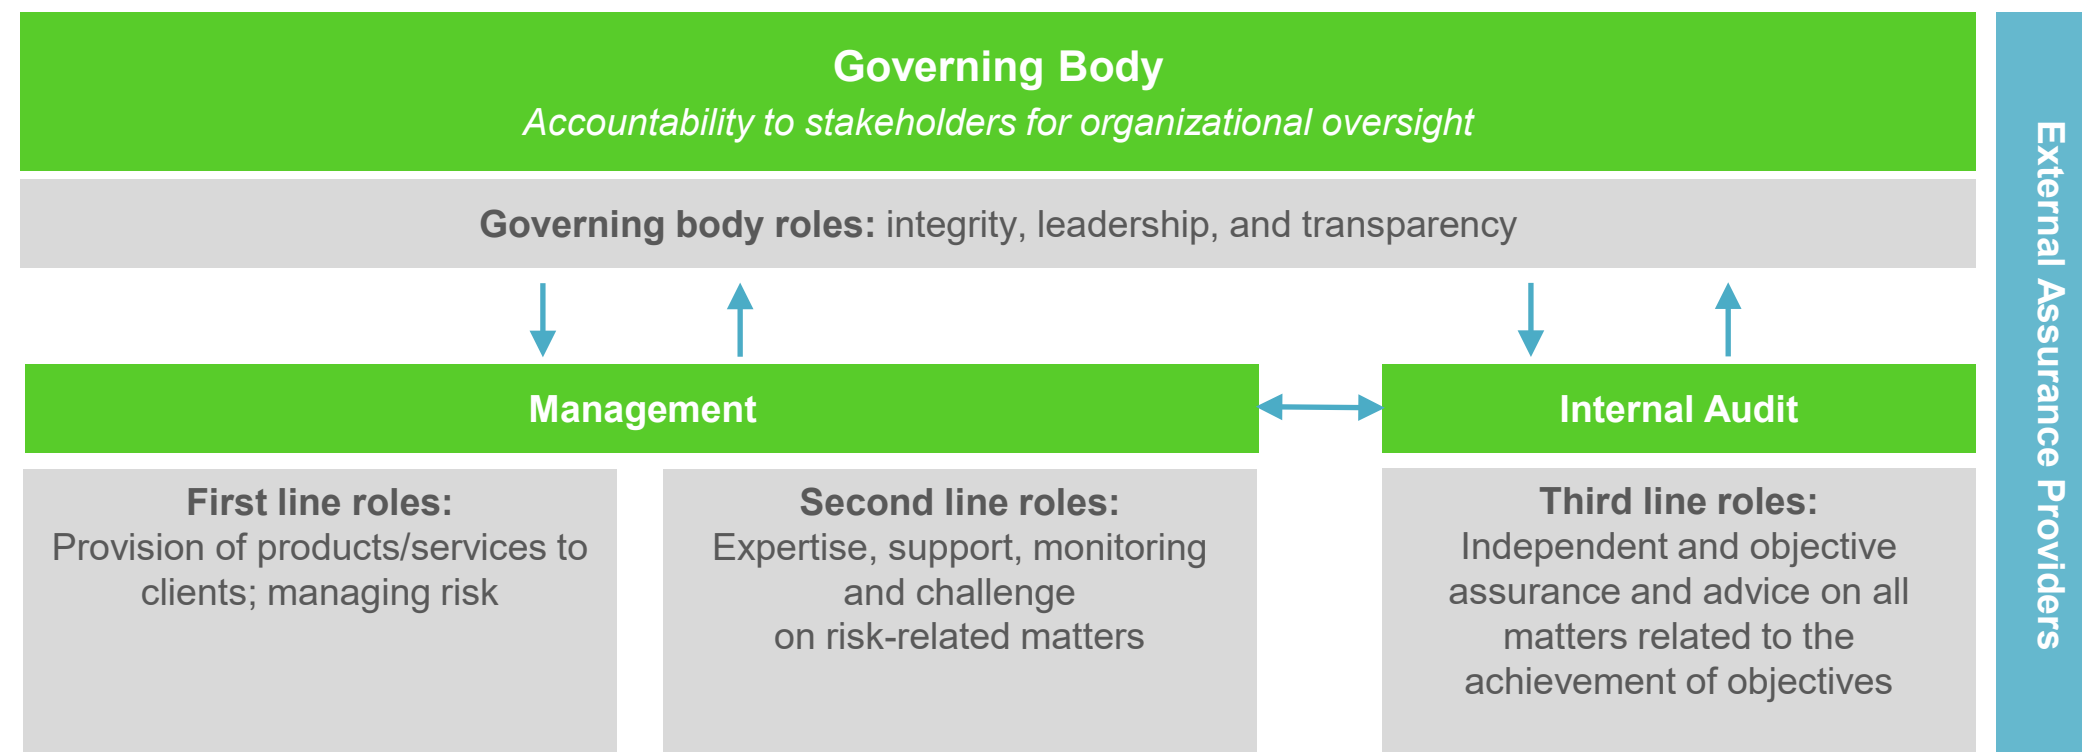 Governing Body
Accountability to stakeholders for organizational oversight
Governing body roles: integrity, leadership, and transparency
Management
Internal Audit
First line roles:
Provision of products/services to
clients; managing risk
Second line roles:
Expertise, support, monitoring
and challenge
on risk-related matters
Third line roles:
Independent and objective
assurance and advice on all
matters related to the
achievement of objectives
External Assurance Providers